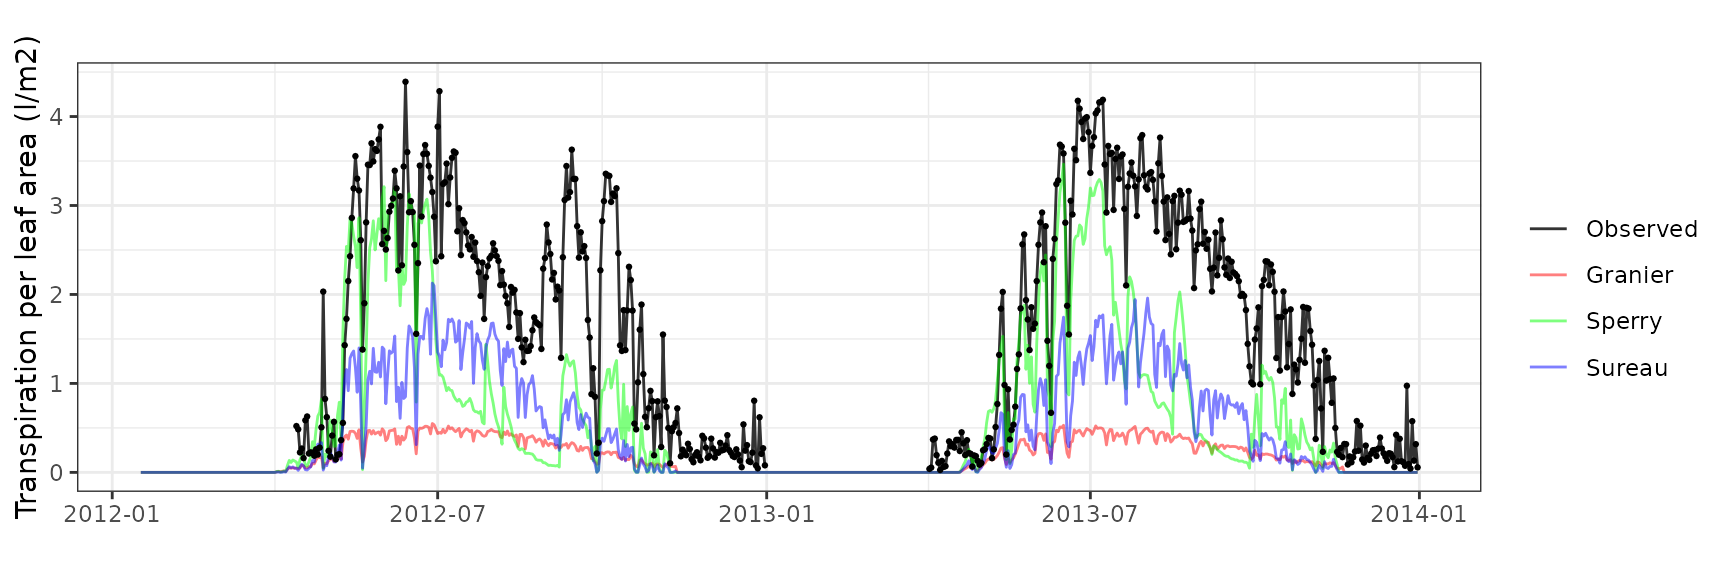 Transpiration per leaf area (l/m2)
4
3
2
1
0
2012-01
2012-07
2013-01
2013-07
2014-01
Observed
Granier
Sperry
Sureau